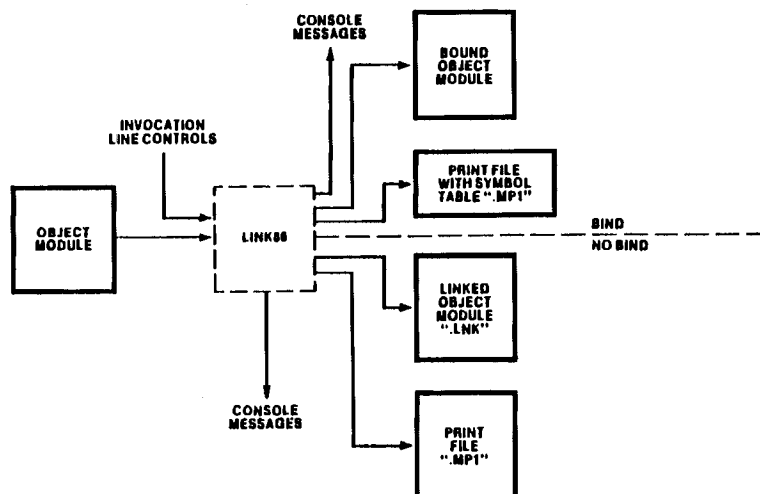 CONSOLE
MESSAGES
BOUND
OBJECT
MODULE
INVOCATION
LINE CONTROLS
PRINT FILE
WITH SYMBOL
TABLE ".MP1"
OBJECT
MODULE
LINK86
BIND
NO BIND
LINKED
OBJECT
MODULE
".LNK"
CONSOLE
MESSAGES
PRINT
FILE
".MP1"